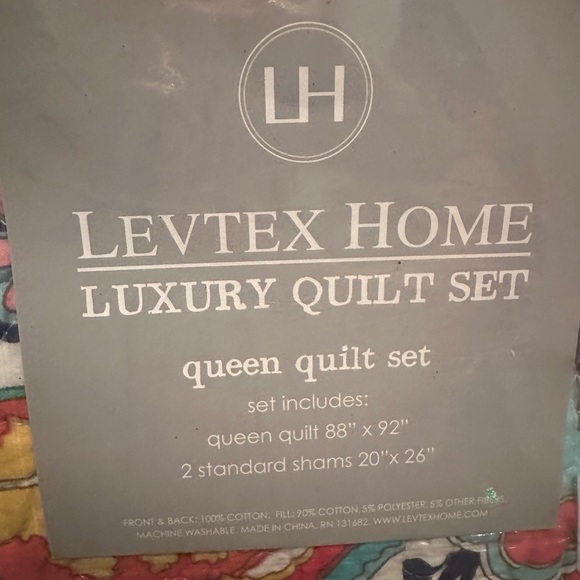 LH
LEVTEX HOME
LUXURY QUILT SET
queen quilt set
set includes:
queen quilt 88” x 92”
2 standard shams 20”x 26”
FRONT & BACK: 100% COTTON, FILL: 90% COTTON, 5% POLYESTER, 5% OTHER FIBERS.
MACHINE WASHABLE. MADE IN CHINA. RN 131682. WWW.LEVTEXHOME.COM